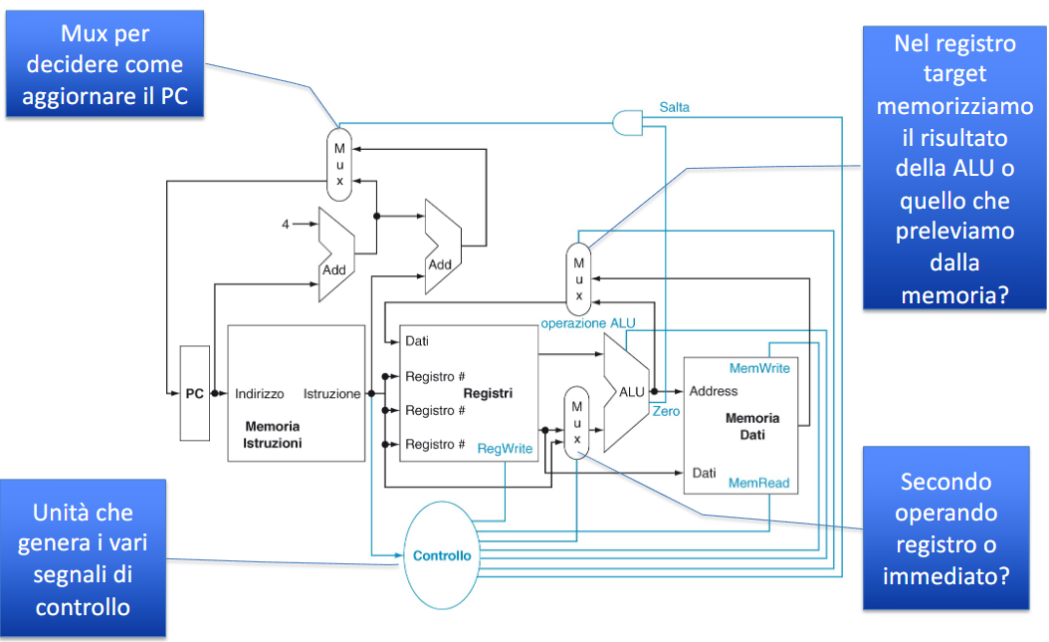 Mux per
decidere come
aggiornare il PC
Nel registro
target
memorizziamo
il risultato
della ALU o
quello che
preleviamo
dalla
memoria?
Salta
M
u
x
4
Add
Add
M
u
x
operazione ALU
Dati
PC
Indirizzo
Istruzione
Memoria
Istruzioni
Registro #
Registri
Registro #
Registro #
RegWrite
M
u
x
ALU
Zero
MemWrite
Address
Memoria
Dati
Dati
MemRead
Controllo
Unità che
genera i vari
segnali di
controllo
Secondo
operando
registro o
immediato?